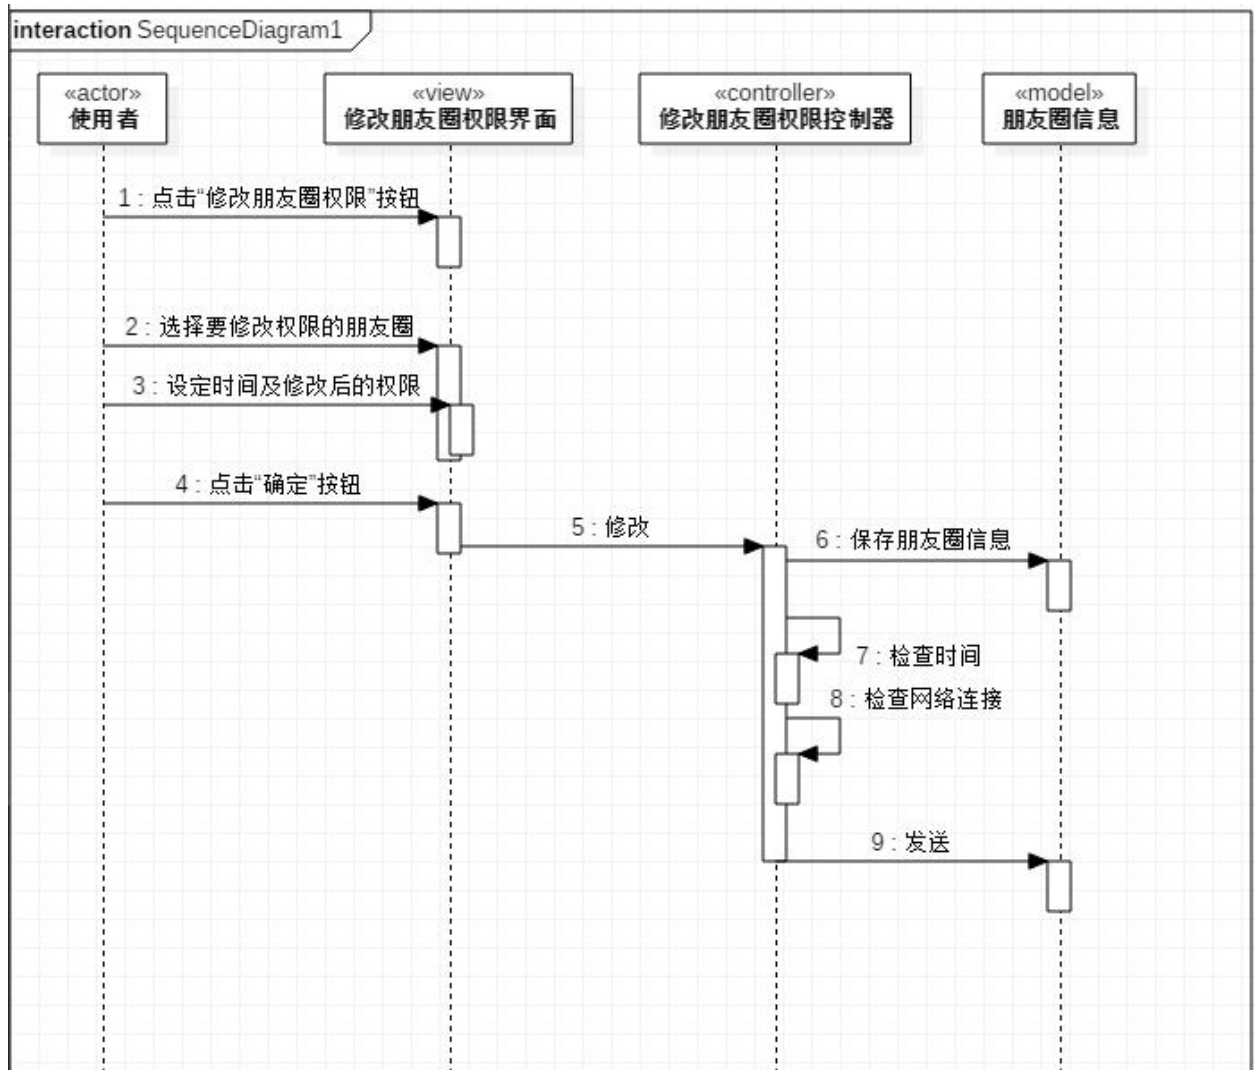 interaction SequenceDiagram1
«actor»
使用者
«view»
修改朋友圈权限界面
«controller»
修改朋友圈权限控制器
«model»
朋友圈信息
1 : 点击“修改朋友圈权限”按钮
2 : 选择要修改权限的朋友圈
3 : 设定时间及修改后的权限
4 : 点击“确定”按钮
5 : 修改
6 : 保存朋友圈信息
7 : 检查时间
8 : 检查网络连接
9 : 发送